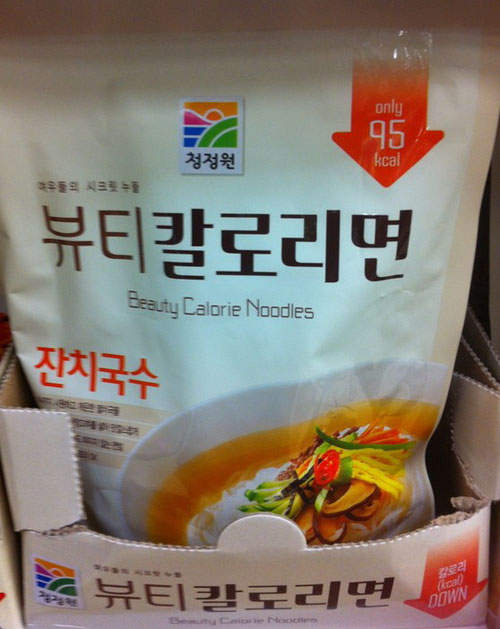 only
95
kcal
청정원
여우들의 시크릿 누들
뷰티칼로리면
Beauty Calorie Noodles
잔치국수
청정원
여우들의 시크릿 누들
뷰티칼로리면
Beauty Calorie Noodles
칼로리
(kcal)
DOWN